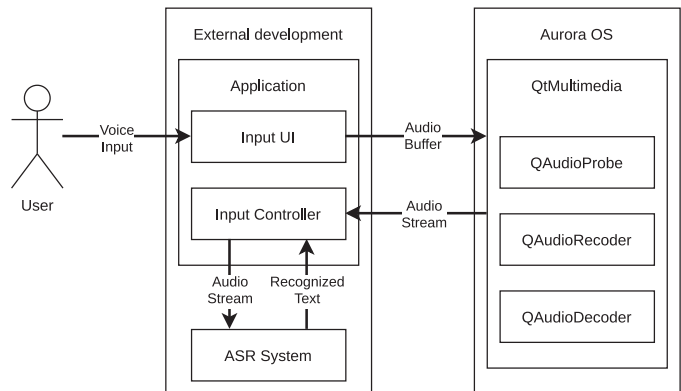 External development
Aurora OS
Application
QtMultimedia
Voice
Input
Input UI
Audio
Buffer
QAudioProbe
User
Input Controller
Audio
Stream
QAudioRecoder
Audio
Stream
Recognized
Text
QAudioDecoder
ASR System